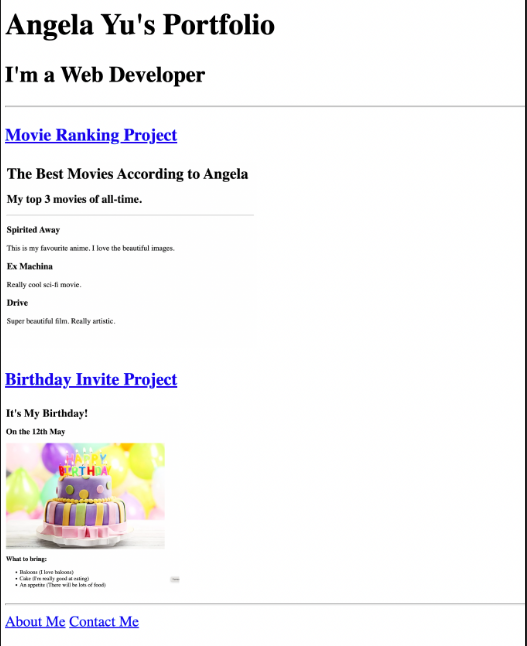 Angela Yu's Portfolio
I'm a Web Developer
Movie Ranking Project
The Best Movies According to Angela
My top 3 movies of all-time.
Spirited Away
This is my favourite anime. I love the beautiful images.
Ex Machina
Really cool sci-fi movie.
Drive
Super beautiful film. Really artistic.
Birthday Invite Project
It's My Birthday!
On the 12th May
HAPPY
BIRTHDAY
What to bring:
Baloons (I love baloons)
Cake (I'm really good at eating)
An appetite (There will be lots of food)
About Me Contact Me